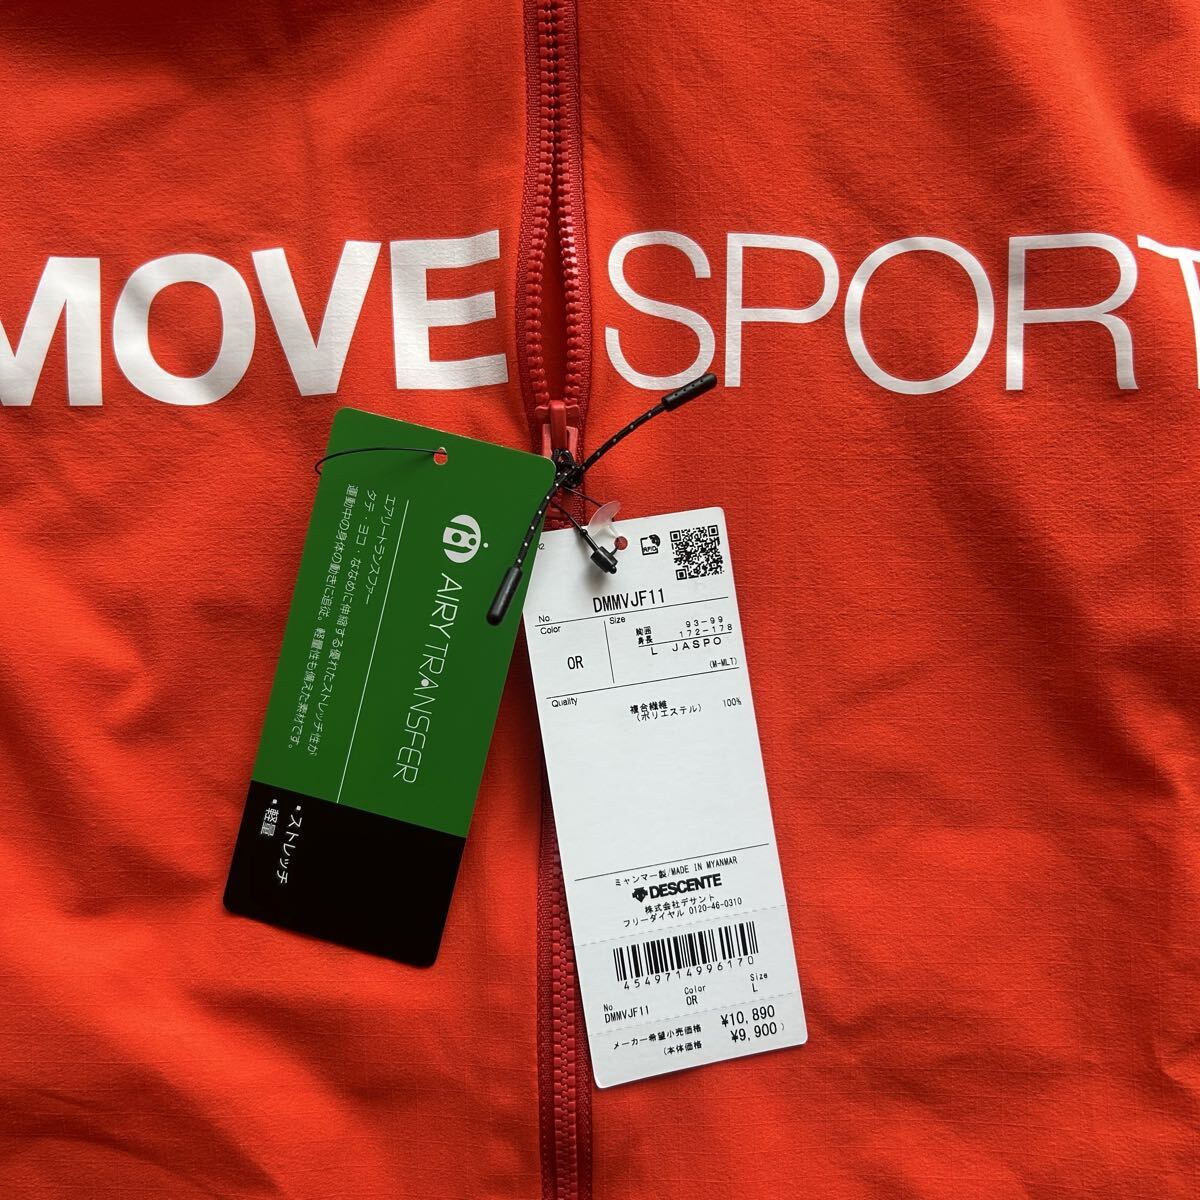 MOVE SPORT
AIRY TRANSFER
エアリートランスファー
タテ・ヨコ・ななめに伸縮する優れたストレッチ性が
運動中の身体の動きに追従。軽量性も備えた素材です。
▪ストレッチ
▪軽量
RFID
No. DMMVJF11
Color
OR
Size
胸囲 93-99
身長 172-178
L JASPO
(M-MLT)
Quality
複合繊維 100%
(ポリエステル)
ミャンマー製/MADE IN MYANMAR
DESCENTE
株式会社デサント
フリーダイヤル 0120-46-0310
4549714996170
No Color Size
DMMVJF11 OR L
メーカー希望小売価格 ¥10,890
(本体価格 ¥9,900)